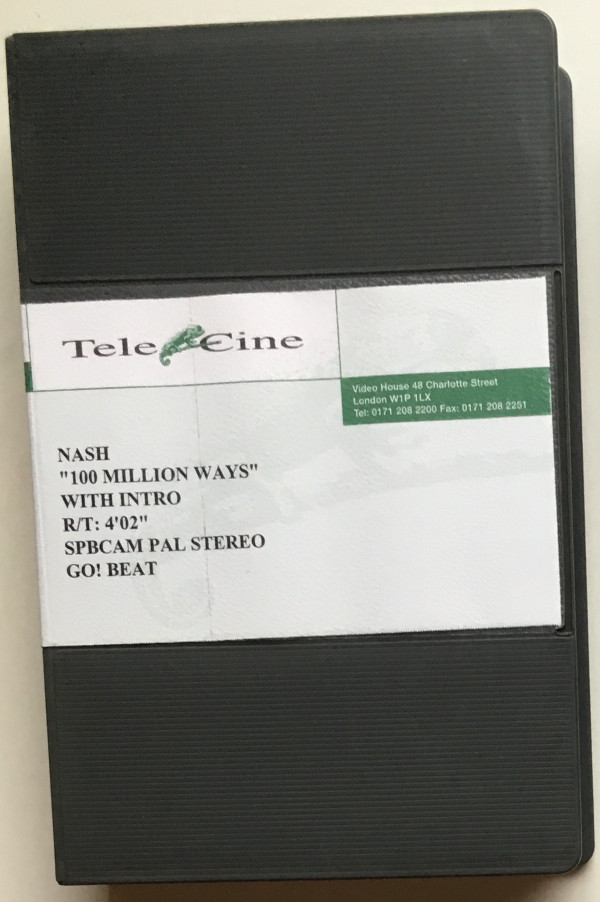 Tele Cine
Video House 48 Charlotte Street
London W1P 1LX
Tel: 0171 208 2200 Fax: 0171 208 2251
NASH
"100 MILLION WAYS"
WITH INTRO
R/T: 4'02"
SPBCAM PAL STEREO
GO! BEAT